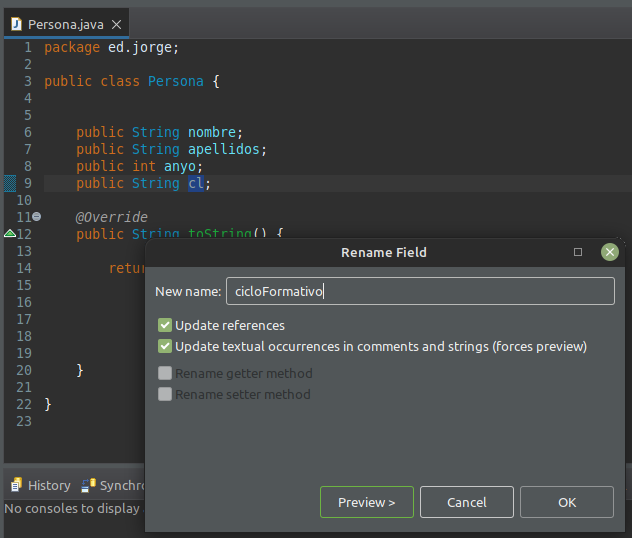 Persona.java
1 package ed.jorge;
2
3 public class Persona {
4
5
6 public String nombre;
7 public String apellidos;
8 public int anyo;
9 public String cl;
10
11 @Override
12 public String toString() {
13
14 retur
15
16
17
18
19
20 }
21
22 }
23
Rename Field
New name: cicloFormativo
Update references
Update textual occurrences in comments and strings (forces preview)
Rename getter method
Rename setter method
Preview > Cancel OK
History Synchro
No consoles to display